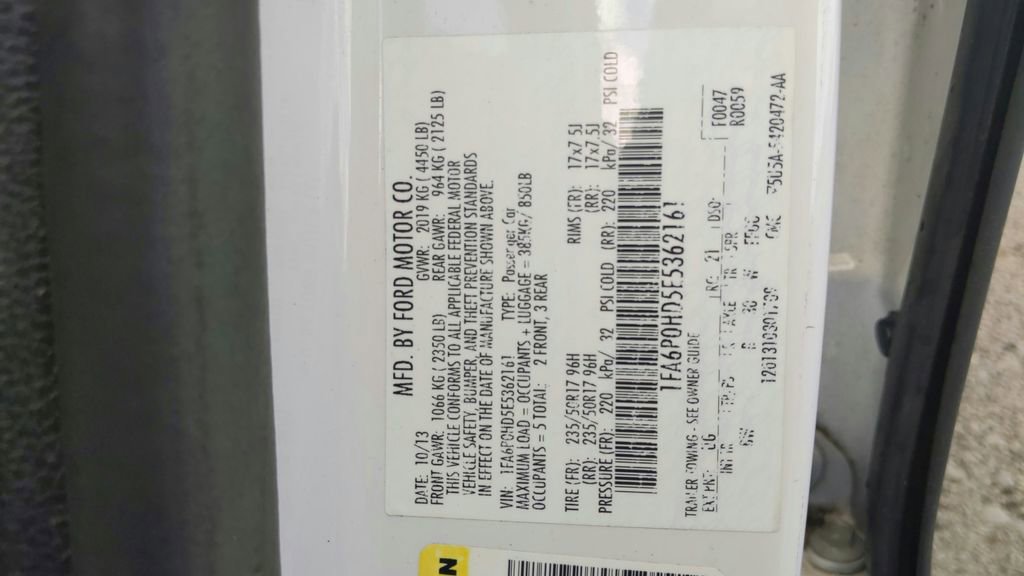 MFD. BY FORD MOTOR CO.
DATE: 10/13 GVWR: 2019 KG ( 4450 LB)
FRONT GAWR: 1066 KG ( 2350 LB) REAR GAWR: 964 KG ( 2125 LB)
THIS VEHICLE CONFORMS TO ALL APPLICABLE FEDERAL MOTOR
VEHICLE SAFETY, BUMPER, AND THEFT PREVENTION STANDARDS
IN EFFECT ON THE DATE OF MANUFACTURE SHOWN ABOVE.
VIN: 1FA6P0HD5E5362161 TYPE: Passenger Car
MAXIMUM LOAD = OCCUPANTS + LUGGAGE = 385KG/ 850LB
OCCUPANTS = 5 TOTAL: 2 FRONT, 3 REAR
TIRE (FR): 235/50R17 96H RIMS (FR): 17x7.5J
(RR): 235/50R17 96H (RR): 17x7.5J
PRESSURE (FR): 220 kPa/ 32 PSI COLD (RR): 220 kPa/ 32 PSI COLD
1FA6P0HD5E5362161
TRAILER TOWING - SEE OWNER GUIDE F0047
EXT PNT: RC: 21 DSO: R0059